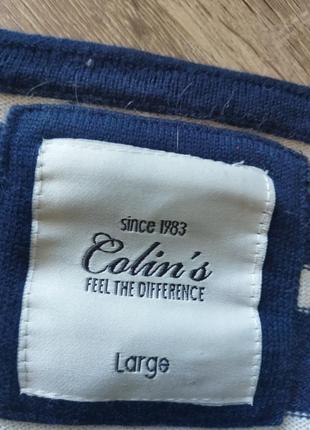 since 1983
Colin's
FEEL THE DIFFERENCE
Large